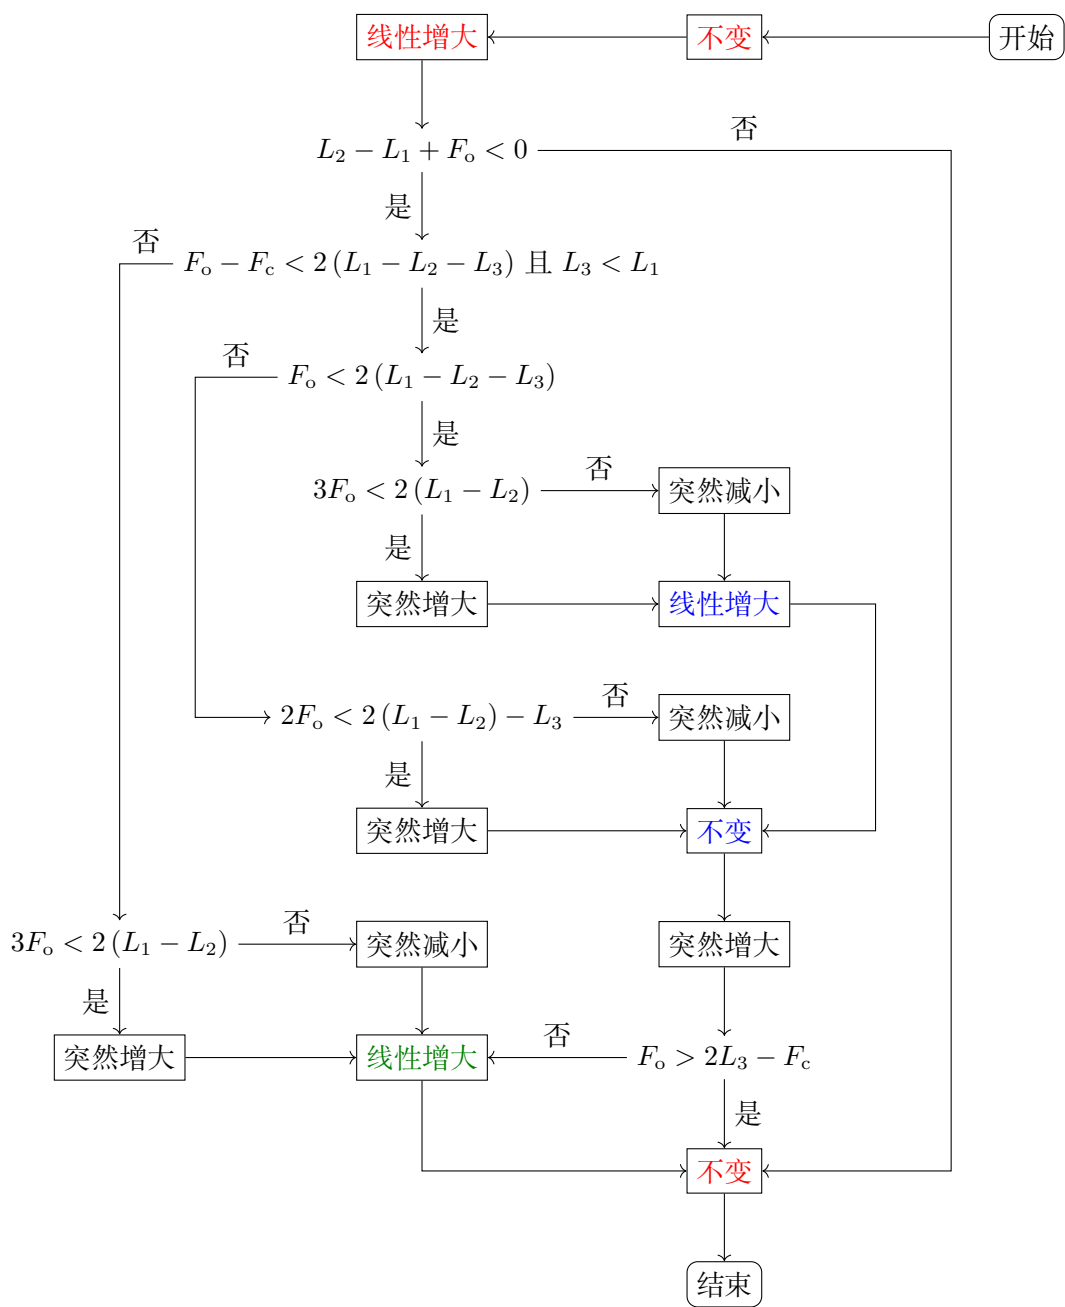 线性增大 不变 开始
否
L₂ − L₁ + Fₒ < 0
是
否
Fₒ − F_c < 2 (L₁ − L₂ − L₃) 且 L₃ < L₁
是
否
Fₒ < 2 (L₁ − L₂ − L₃)
是
否
3Fₒ < 2 (L₁ − L₂) 突然减小
是
突然增大 线性增大
否
2Fₒ < 2 (L₁ − L₂) − L₃ 突然减小
是
突然增大 不变
否
3Fₒ < 2 (L₁ − L₂) 突然减小 突然增大
是
否
突然增大 线性增大 Fₒ > 2L₃ − F_c
是
不变
结束